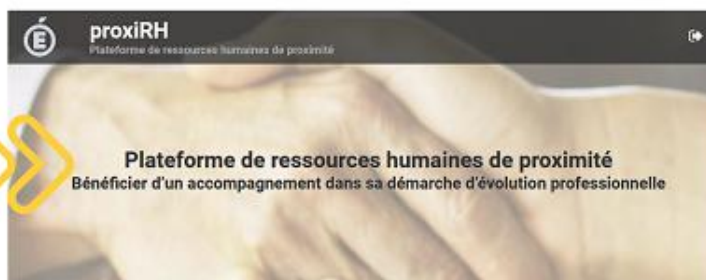 É
proxiRH
Plateforme de ressources humaines de proximité
Plateforme de ressources humaines de proximité
Bénéficier d'un accompagnement dans sa démarche d'évolution professionnelle